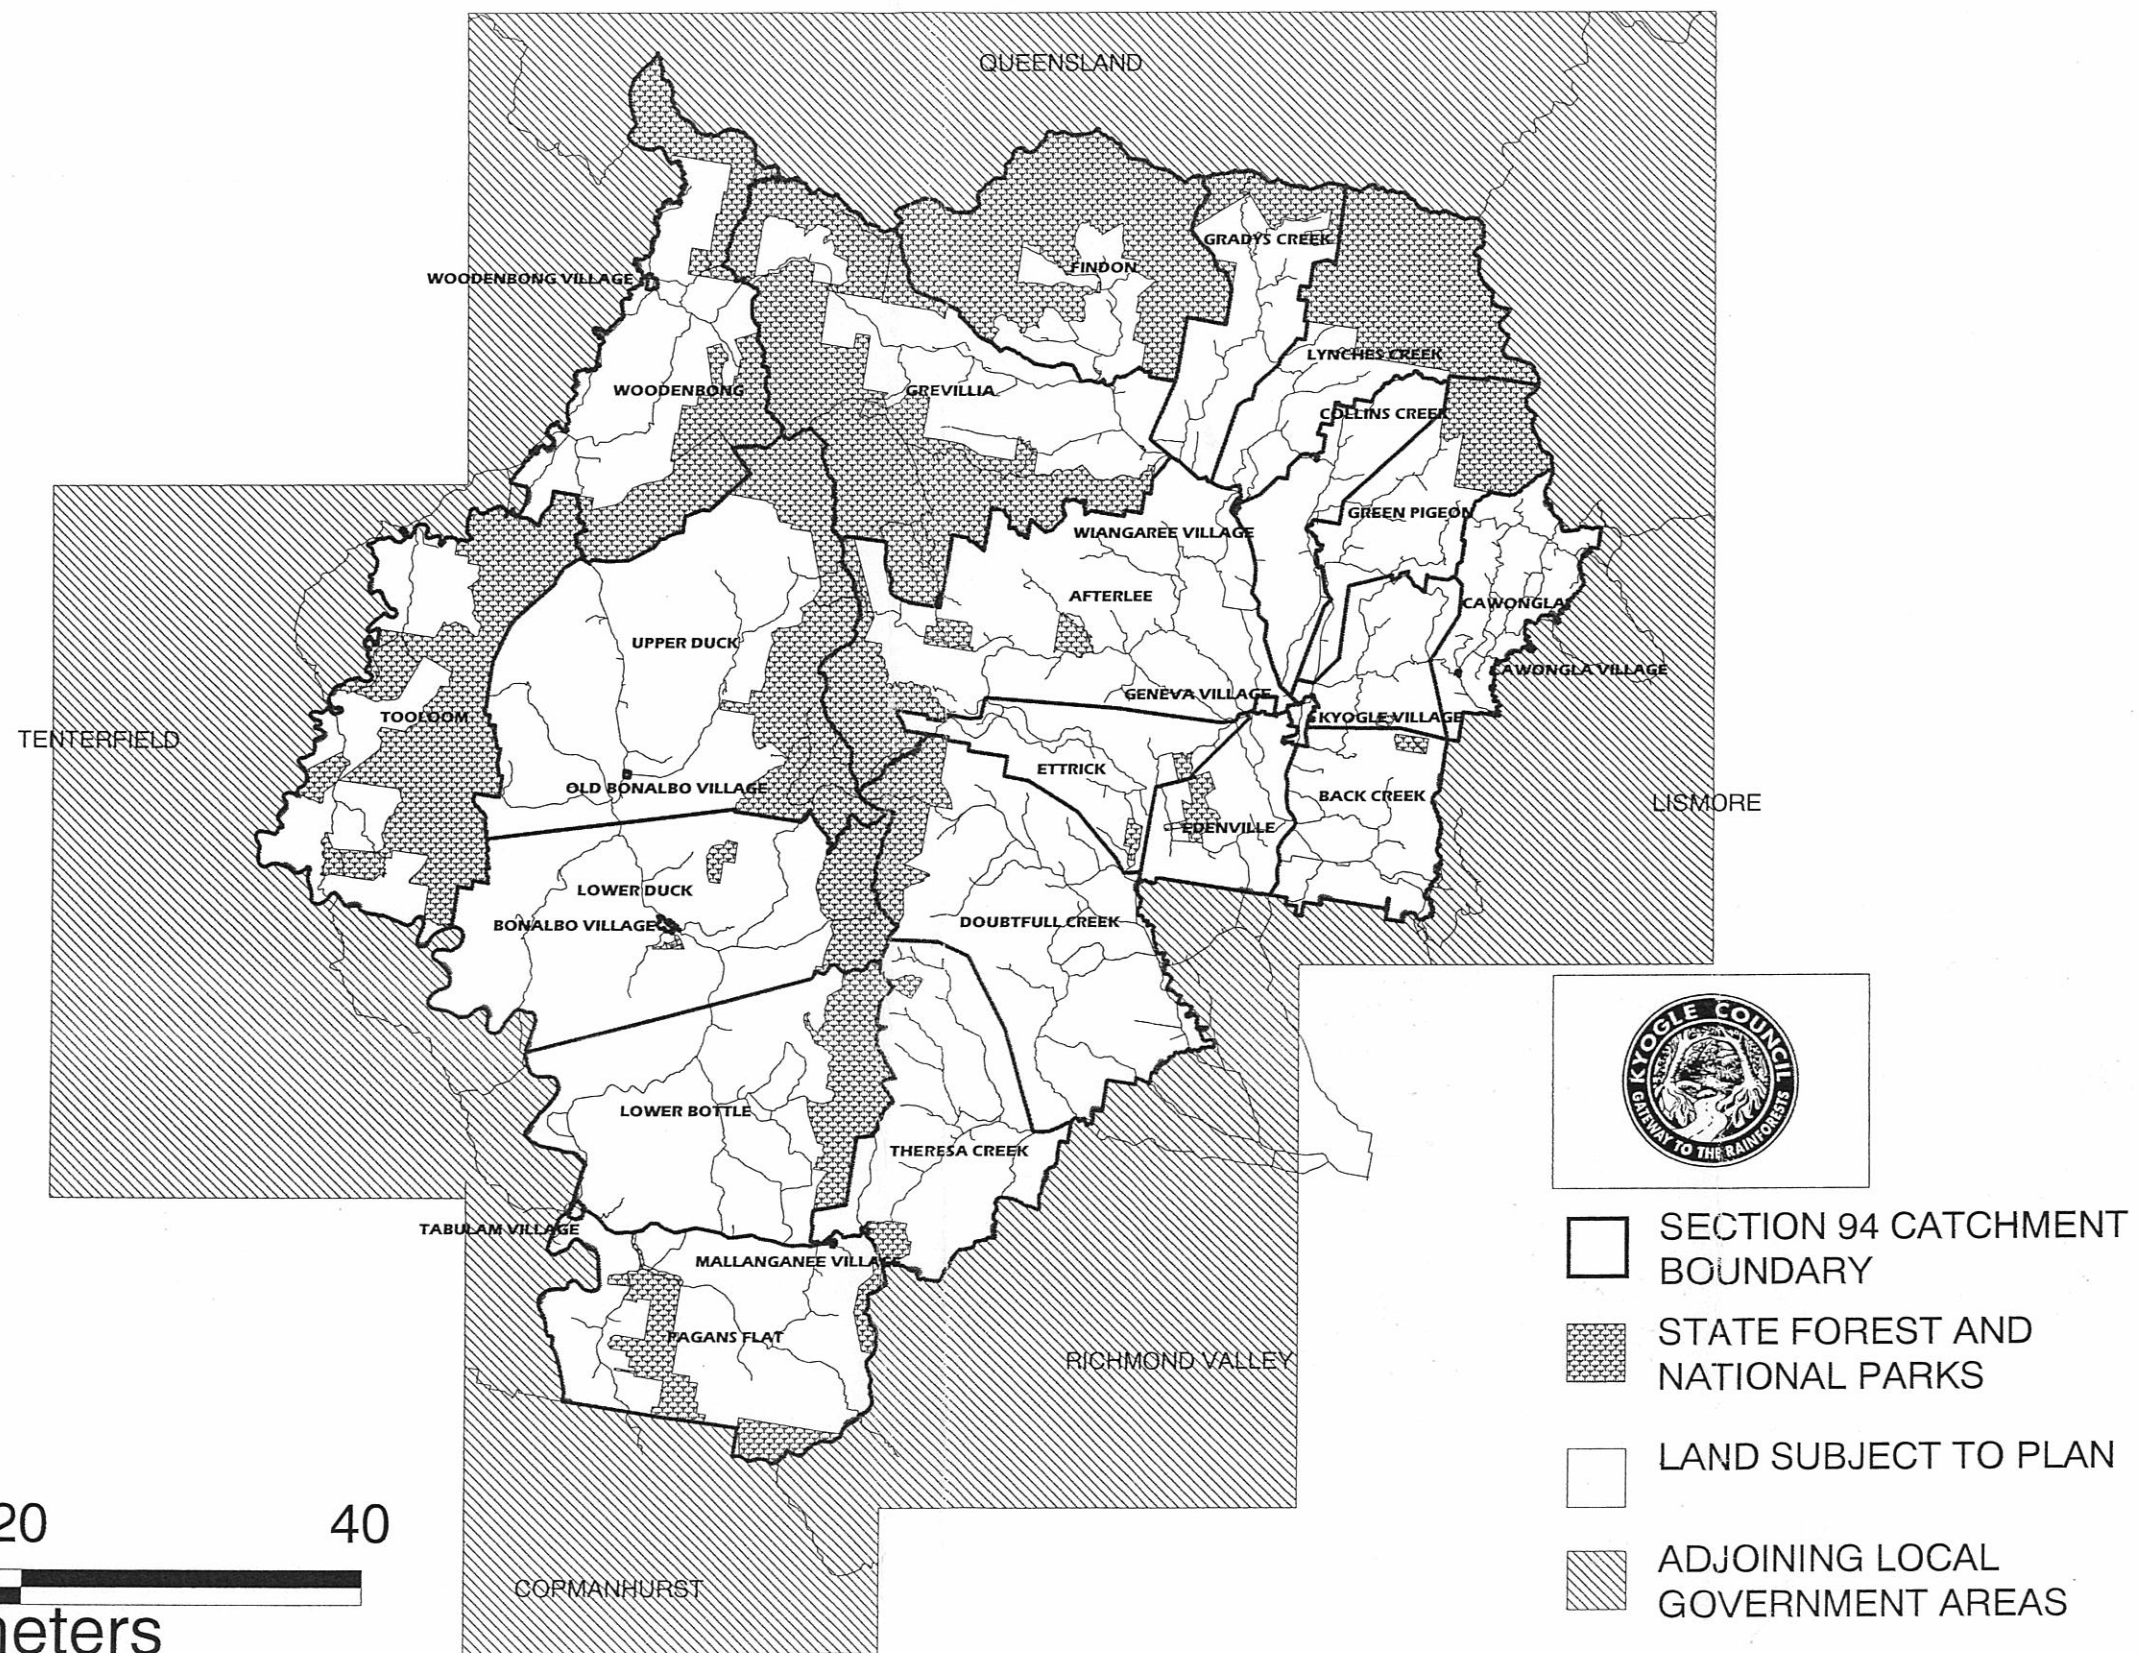 QUEENSLAND
GRADYS CREEK
FINDON
WOODENBONG VILLAGE
LYNCHES CREEK
WOODENBONG
GREVILLIA
COLLINS CREEK
GREEN PIGEON
WIANGAREE VILLAGE
AFTERLEE
CAWONGLA
UPPER DUCK
CAWONGLA VILLAGE
GENEVA VILLAGE
TOOLOOM
KYOGLE VILLAGE
TENTERFIELD
ETTRICK
OLD BONALBO VILLAGE
BACK CREEK
LISMORE
EDENVILLE
LOWER DUCK
BONALBO VILLAGE
DOUBTFULL CREEK
LOWER BOTTLE
THERESA CREEK
TABULAM VILLAGE
MALLANGANEE VILLAGE
PAGANS FLAT
RICHMOND VALLEY
COPMANHURST
KYOGLE COUNCIL
GATEWAY TO THE RAINFORESTS
SECTION 94 CATCHMENT
BOUNDARY
STATE FOREST AND
NATIONAL PARKS
LAND SUBJECT TO PLAN
ADJOINING LOCAL
GOVERNMENT AREAS
20 40
meters